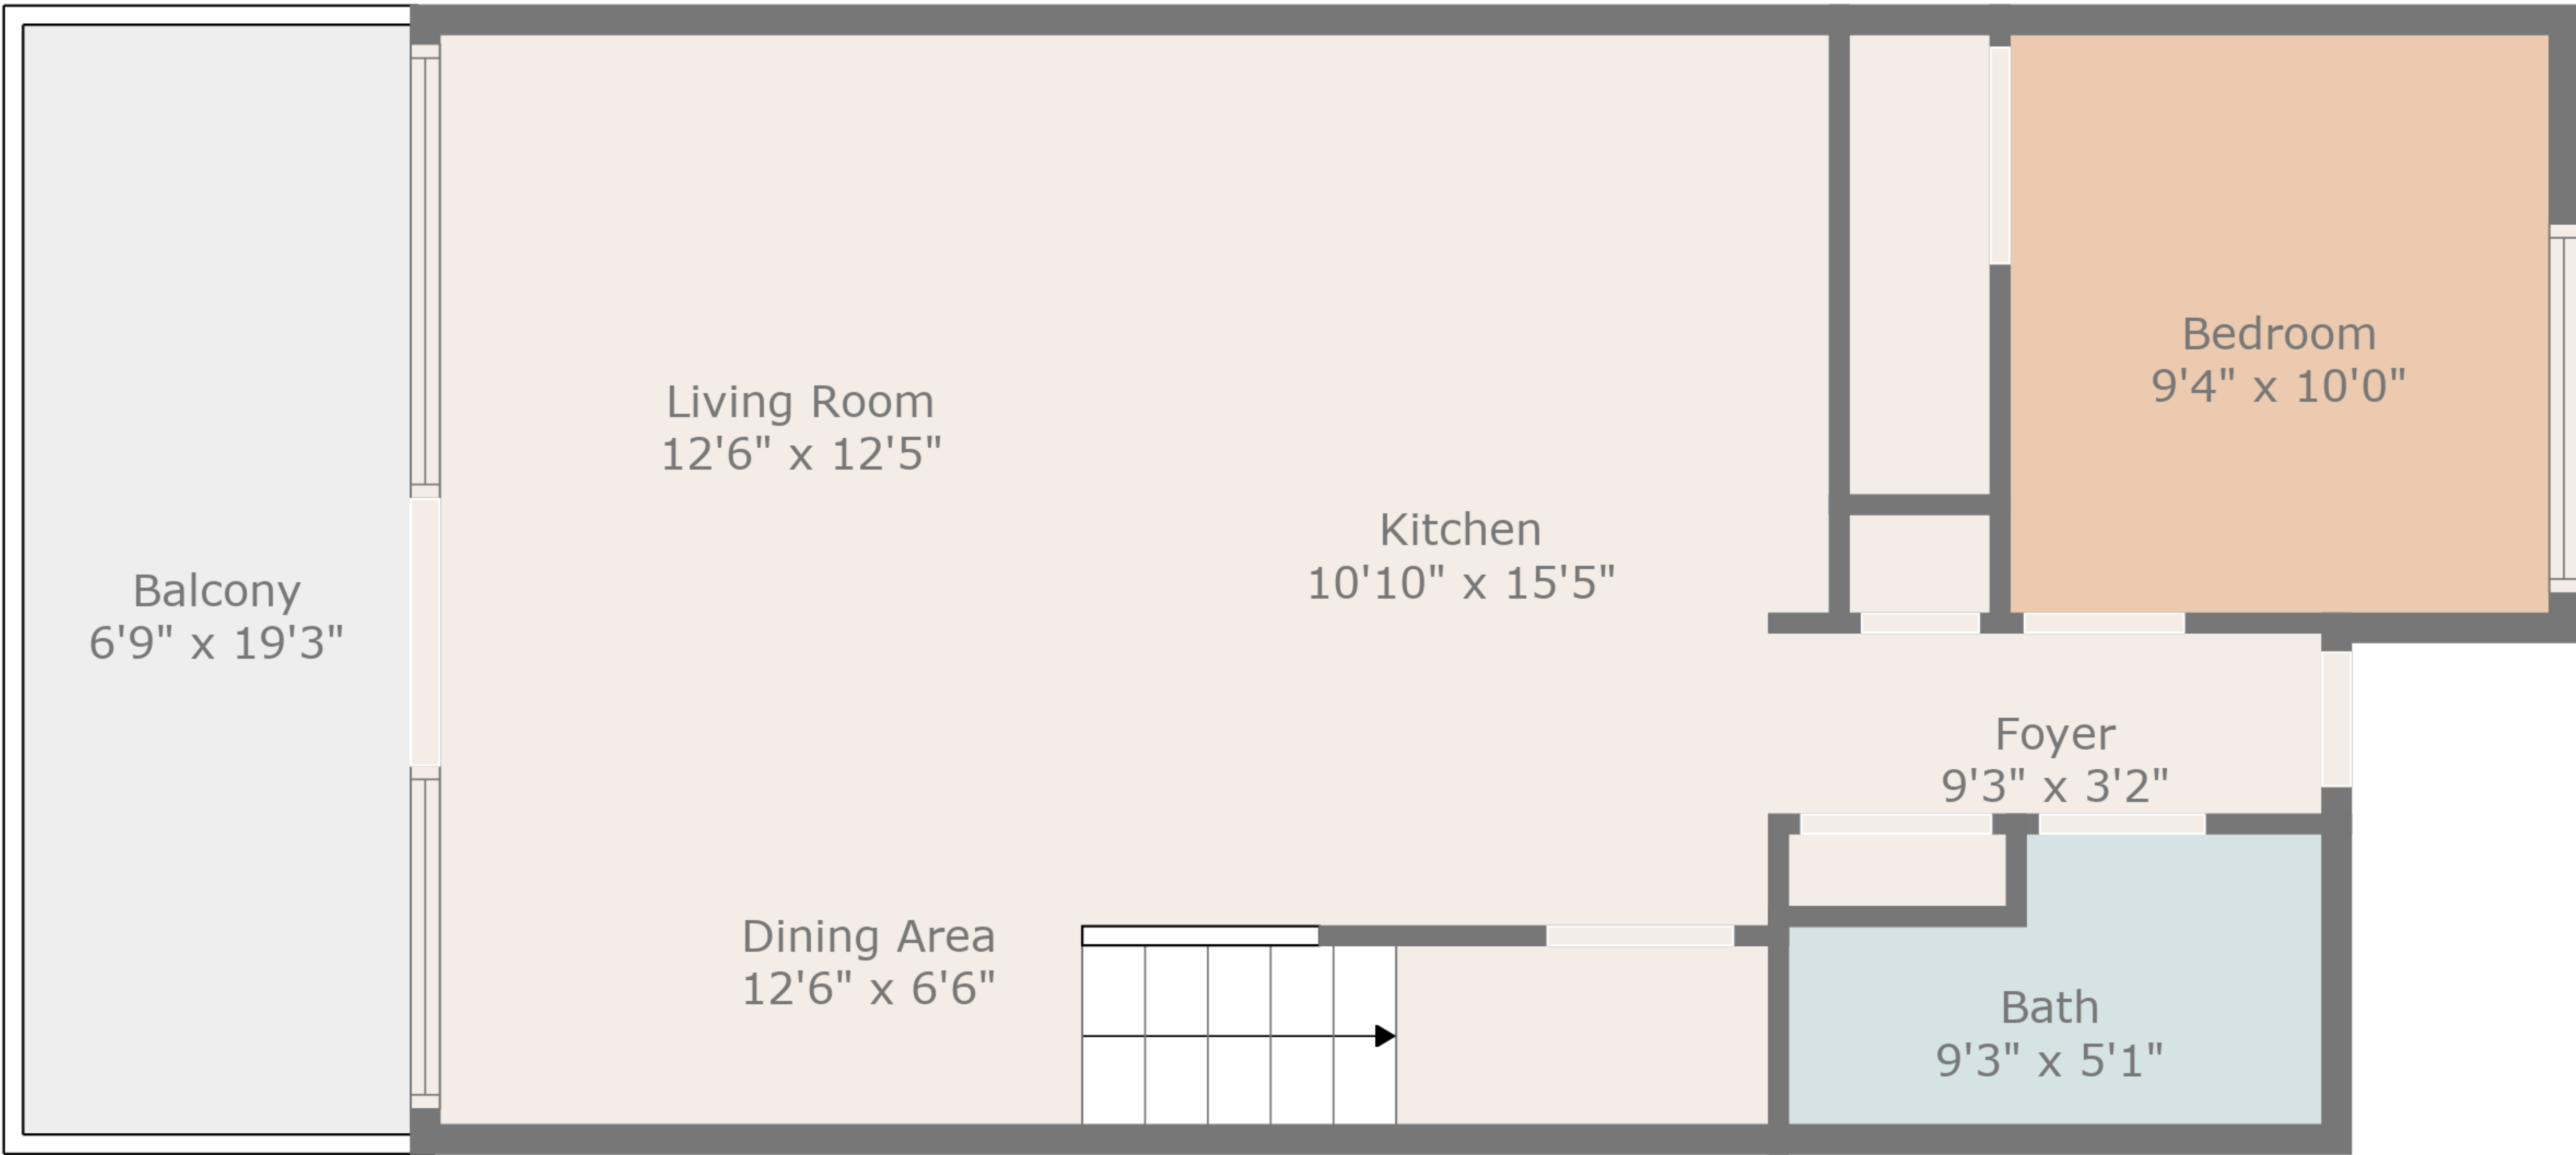 Living Room
12'6" x 12'5"
Bedroom
9'4" x 10'0"
Kitchen
10'10" x 15'5"
Balcony
6'9" x 19'3"
Foyer
9'3" x 3'2"
Dining Area
12'6" x 6'6"
Bath
9'3" x 5'1"